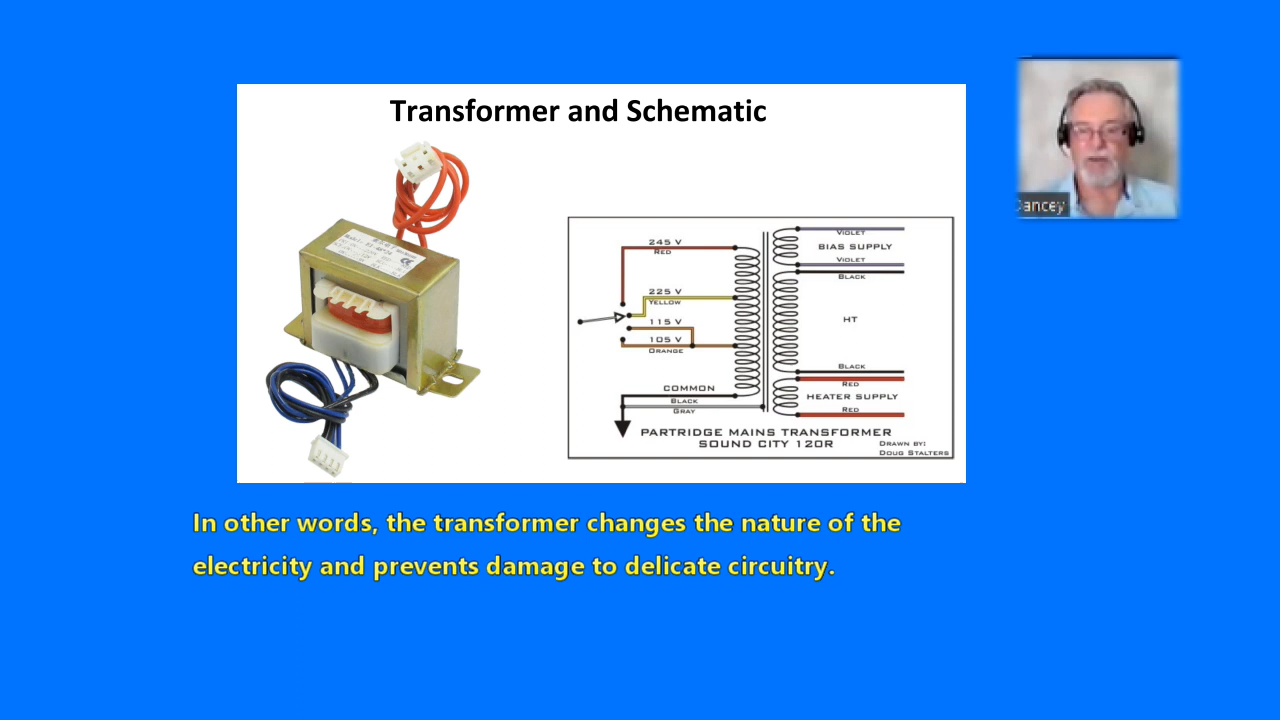 Transformer and Schematic
245 V
RED
225 V
YELLOW
115 V
105 V
ORANGE
COMMON
BLACK
GRAY
VIOLET
BIAS SUPPLY
VIOLET
BLACK
HT
BLACK
RED
HEATER SUPPLY
RED
PARTRIDGE MAINS TRANSFORMER
SOUND CITY 120R
DRAWN BY:
DOUG STALTERS
ancey
In other words, the transformer changes the nature of the
electricity and prevents damage to delicate circuitry.